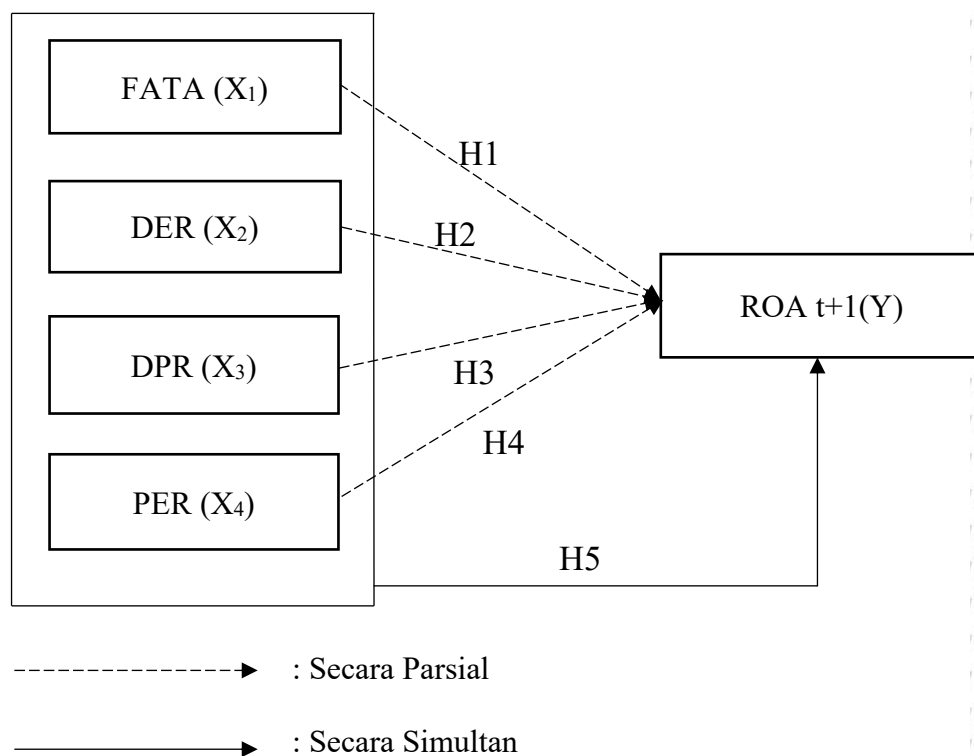 FATA (X₁)
H1
DER (X₂)
H2
ROA t+1(Y)
DPR (X₃)
H3
H4
PER (X₄)
H5
: Secara Parsial
: Secara Simultan